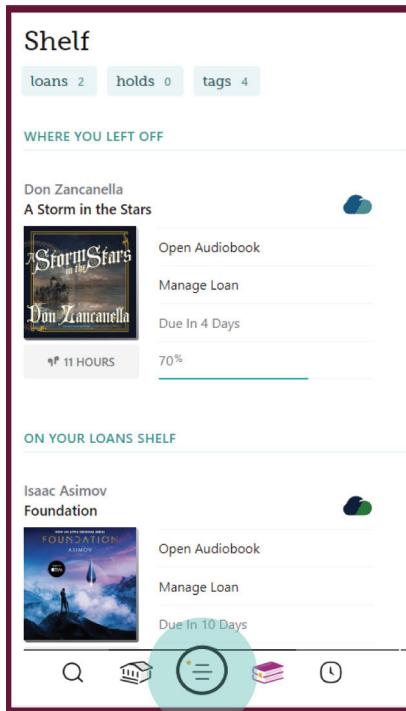 Shelf
loans 2 holds 0 tags 4
WHERE YOU LEFT OFF
Don Zancanella
A Storm in the Stars
A Storm
in the Stars
Don Zancanella
Open Audiobook
Manage Loan
Due In 4 Days
11 HOURS
70%
ON YOUR LOANS SHELF
Isaac Asimov
Foundation
FOUNDATION
ASIMOV
Open Audiobook
Manage Loan
Due In 10 Days